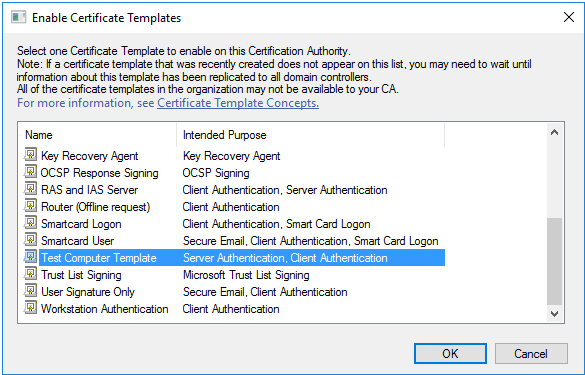 Enable Certificate Templates
Select one Certificate Template to enable on this Certification Authority.
Note: If a certificate template that was recently created does not appear on this list, you may need to wait until
information about this template has been replicated to all domain controllers.
All of the certificate templates in the organization may not be available to your CA.
For more information, see Certificate Template Concepts.
Name Intended Purpose
Key Recovery Agent Key Recovery Agent
OCSP Response Signing OCSP Signing
RAS and IAS Server Client Authentication, Server Authentication
Router (Offline request) Client Authentication
Smartcard Logon Client Authentication, Smart Card Logon
Smartcard User Secure Email, Client Authentication, Smart Card Logon
Test Computer Template Server Authentication, Client Authentication
Trust List Signing Microsoft Trust List Signing
User Signature Only Secure Email, Client Authentication
Workstation Authentication Client Authentication
OK Cancel